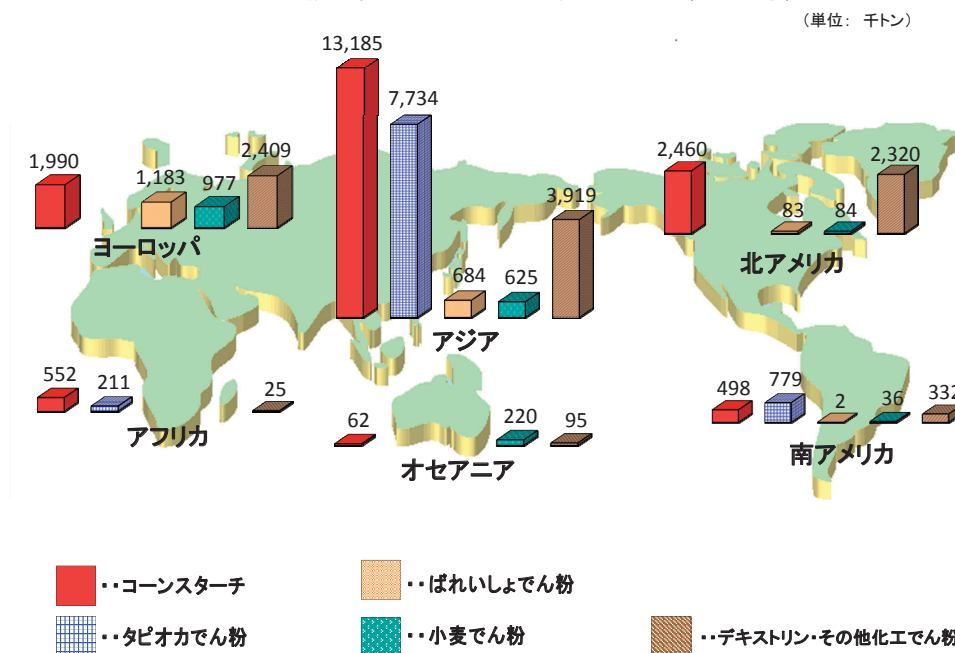 （単位： 千トン）
13,185
7,734
1,990
1,183
977
2,409
3,919
684
625
2,460
83
84
2,320
ヨーロッパ
アジア
北アメリカ
552
211
25
62
220
95
498
779
2
36
332
アフリカ
オセアニア
南アメリカ
‥コーンスターチ
‥ばれいしょでん粉
‥タピオカでん粉
‥小麦でん粉
‥デキストリン・その他化工でん粉